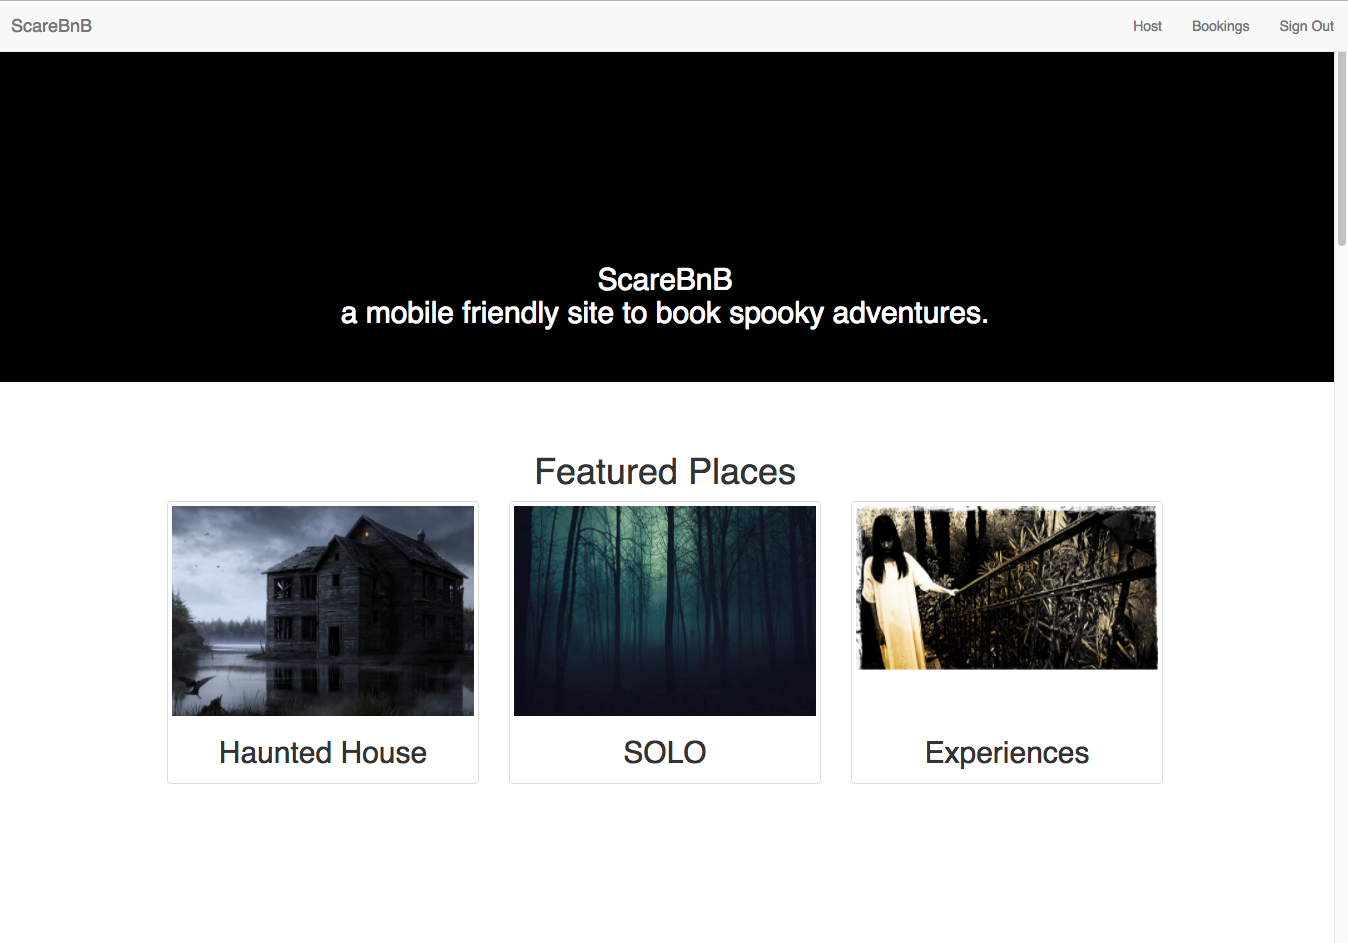 ScareBnB
Host
Bookings
Sign Out
ScareBnB
a mobile friendly site to book spooky adventures.
Featured Places
Haunted House
SOLO
Experiences